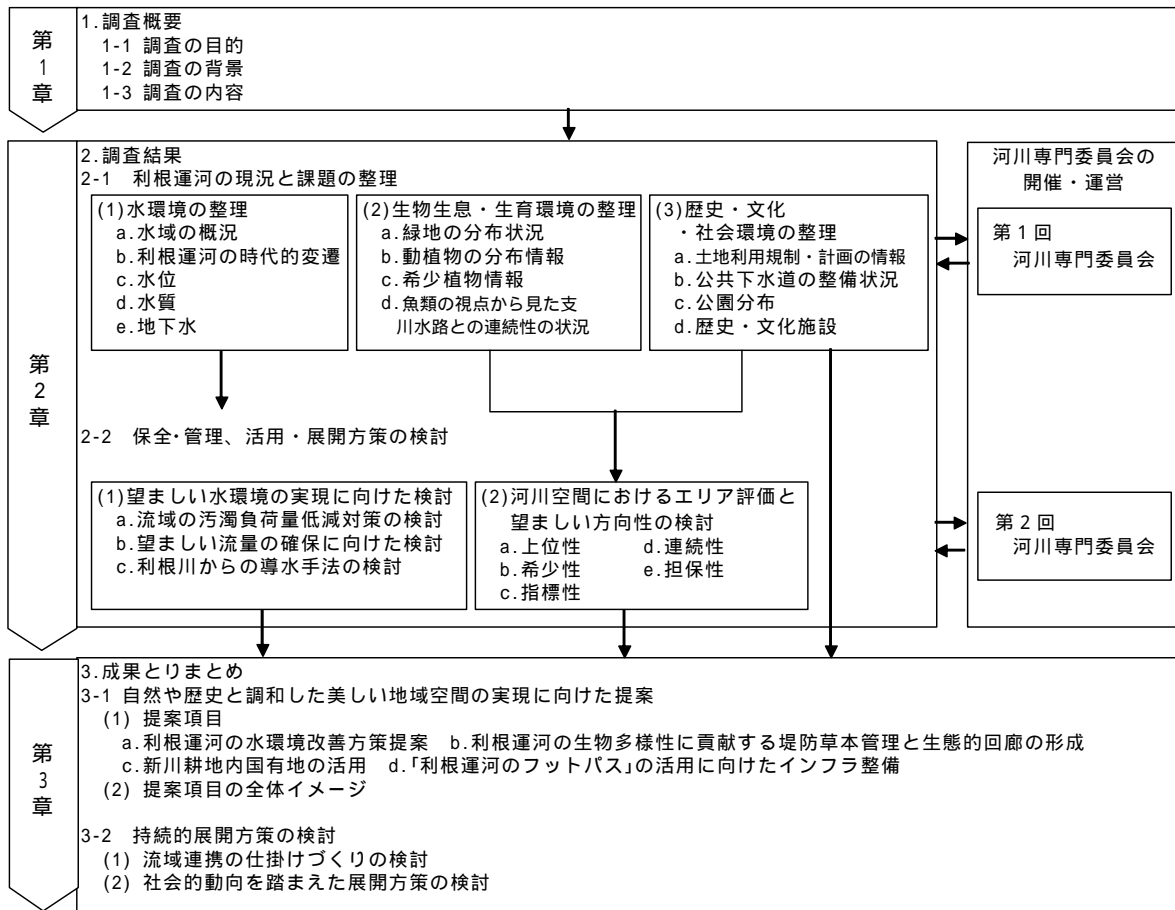 第1章
1.調査概要
1-1 調査の目的
1-2 調査の背景
1-3 調査の内容
第2章
2.調査結果
2-1 利根運河の現況と課題の整理
(1)水環境の整理
a.水域の概況
b.利根運河の時代的変遷
c.水位
d.水質
e.地下水
(2)生物生息・生育環境の整理
a.緑地の分布状況
b.動植物の分布情報
c.希少植物情報
d.魚類の視点から見た支
川水路との連続性の状況
(3)歴史・文化
・社会環境の整理
a.土地利用規制・計画の情報
b.公共下水道の整備状況
c.公園分布
d.歴史・文化施設
2-2 保全・管理、活用・展開方策の検討
(1)望ましい水環境の実現に向けた検討
a.流域の汚濁負荷量低減対策の検討
b.望ましい流量の確保に向けた検討
c.利根川からの導水手法の検討
(2)河川空間におけるエリア評価と
望ましい方向性の検討
a.上位性 d.連続性
b.希少性 e.担保性
c.指標性
河川専門委員会の
開催・運営
第1回
河川専門委員会
第2回
河川専門委員会
第3章
3.成果とりまとめ
3-1 自然や歴史と調和した美しい地域空間の実現に向けた提案
(1) 提案項目
a.利根運河の水環境改善方策提案 b.利根運河の生物多様性に貢献する堤防草本管理と生態的回廊の形成
c.新川耕地内国有地の活用 d.「利根運河のフットパス」の活用に向けたインフラ整備
(2) 提案項目の全体イメージ
3-2 持続的展開方策の検討
(1) 流域連携の仕掛けづくりの検討
(2) 社会的動向を踏まえた展開方策の検討